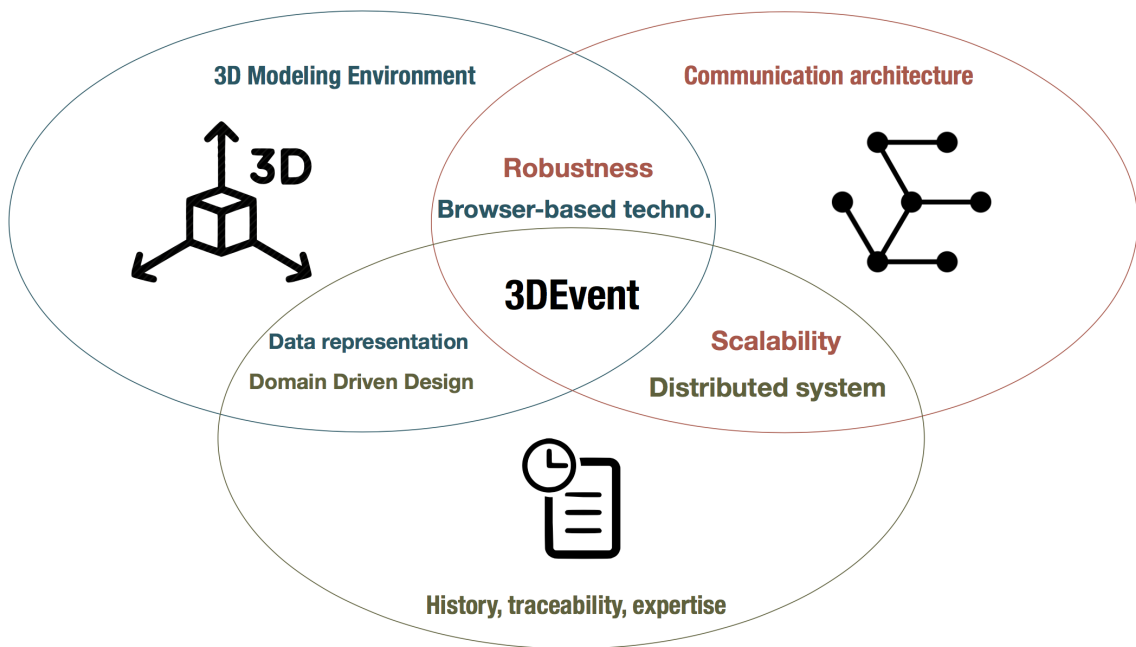 3D Modeling Environment
Communication architecture
3D
Robustness
Browser-based techno.
3DEvent
Data representation
Domain Driven Design
Scalability
Distributed system
History, traceability, expertise